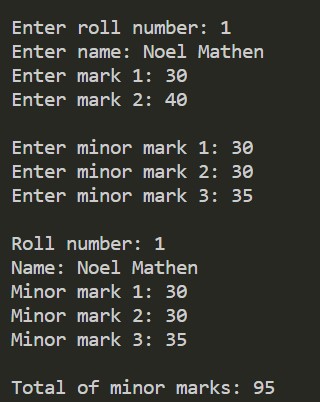 Enter roll number: 1
Enter name: Noel Mathen
Enter mark 1: 30
Enter mark 2: 40
Enter minor mark 1: 30
Enter minor mark 2: 30
Enter minor mark 3: 35
Roll number: 1
Name: Noel Mathen
Minor mark 1: 30
Minor mark 2: 30
Minor mark 3: 35
Total of minor marks: 95